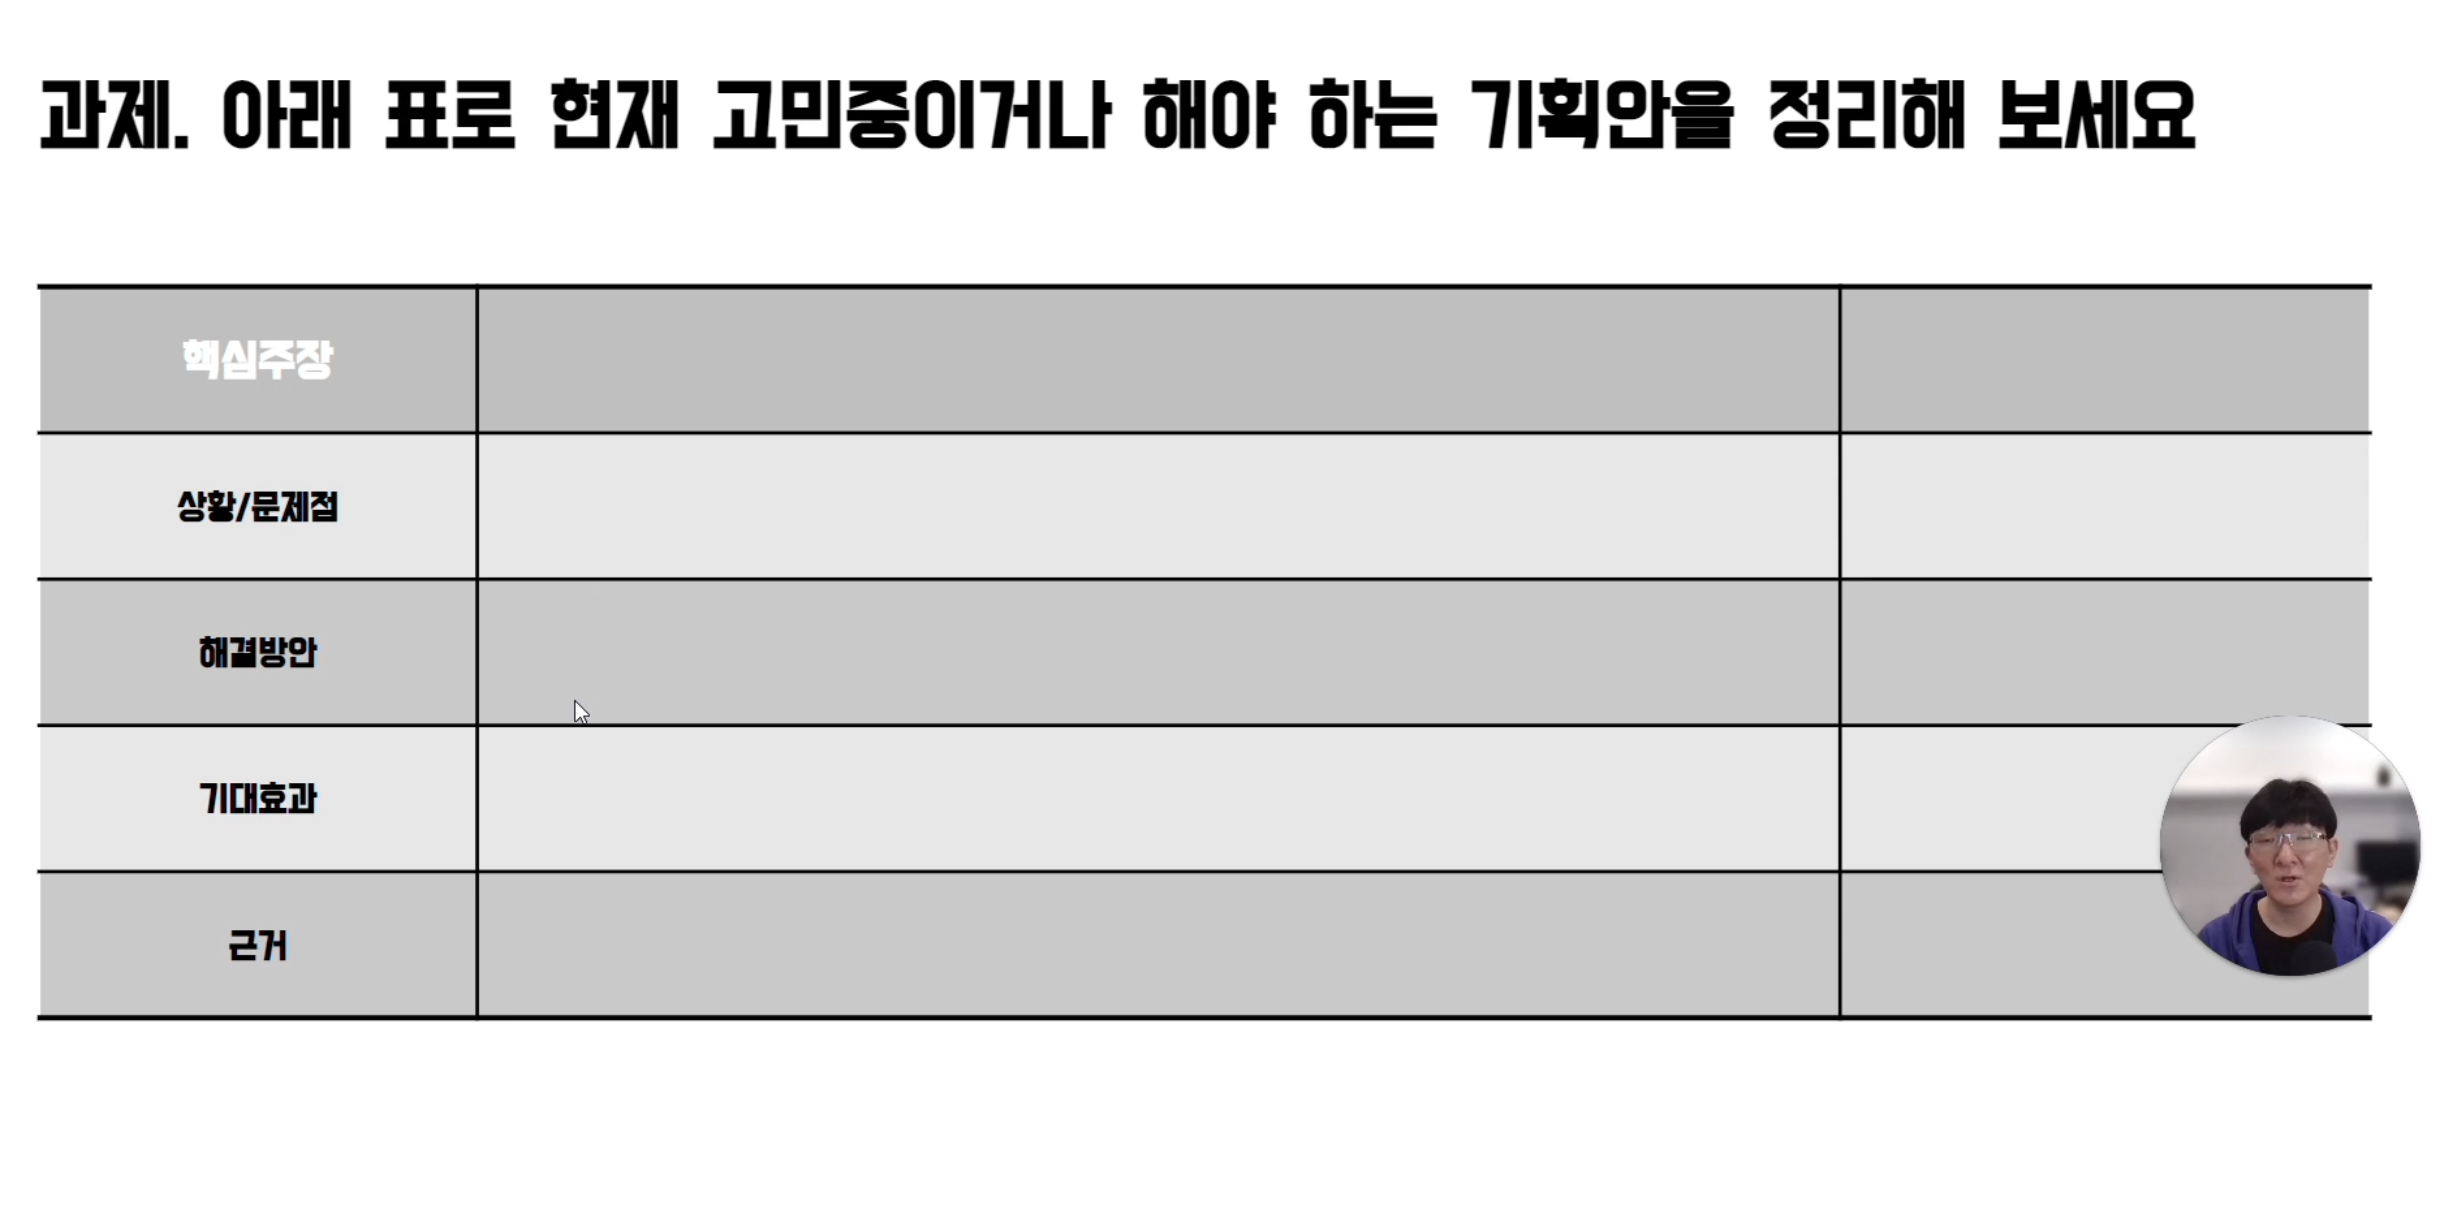 과제. 아래 표로 현재 고민중이거나 해야 하는 기획안을 정리해 보세요
핵심주장
상황/문제점
해결방안
기대효과
근거